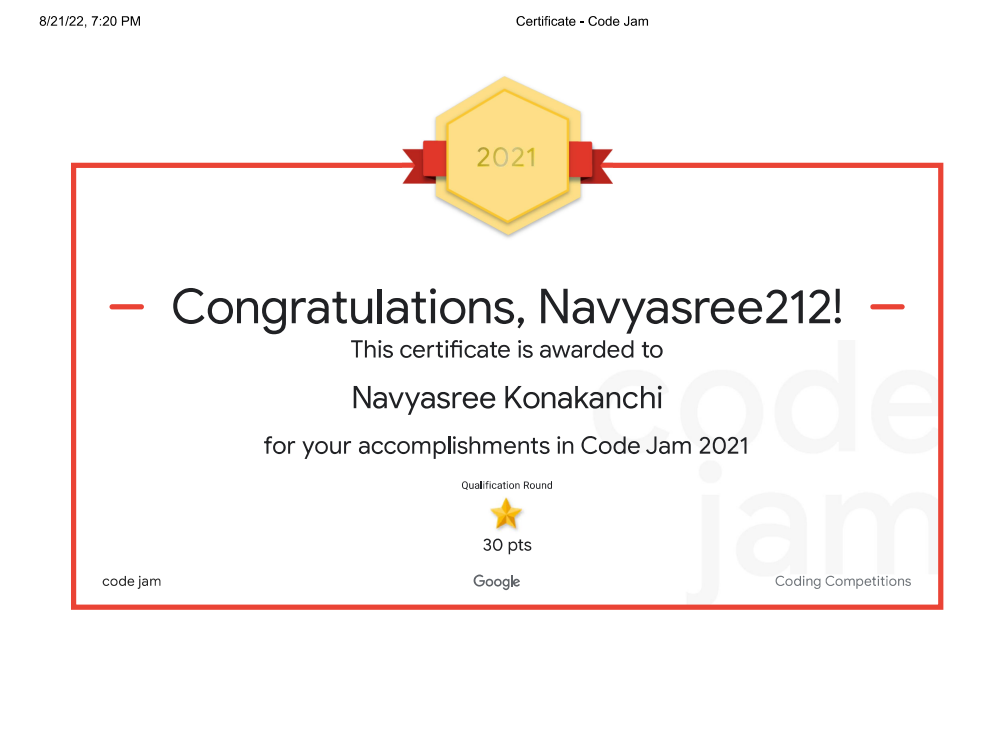 8/21/22, 7:20 PM Certificate - Code Jam
2021
Congratulations, Navyasree212!
This certificate is awarded to
Navyasree Konakanchi
for your accomplishments in Code Jam 2021
Qualification Round
30 pts
code jam Google Coding Competitions
code
jam